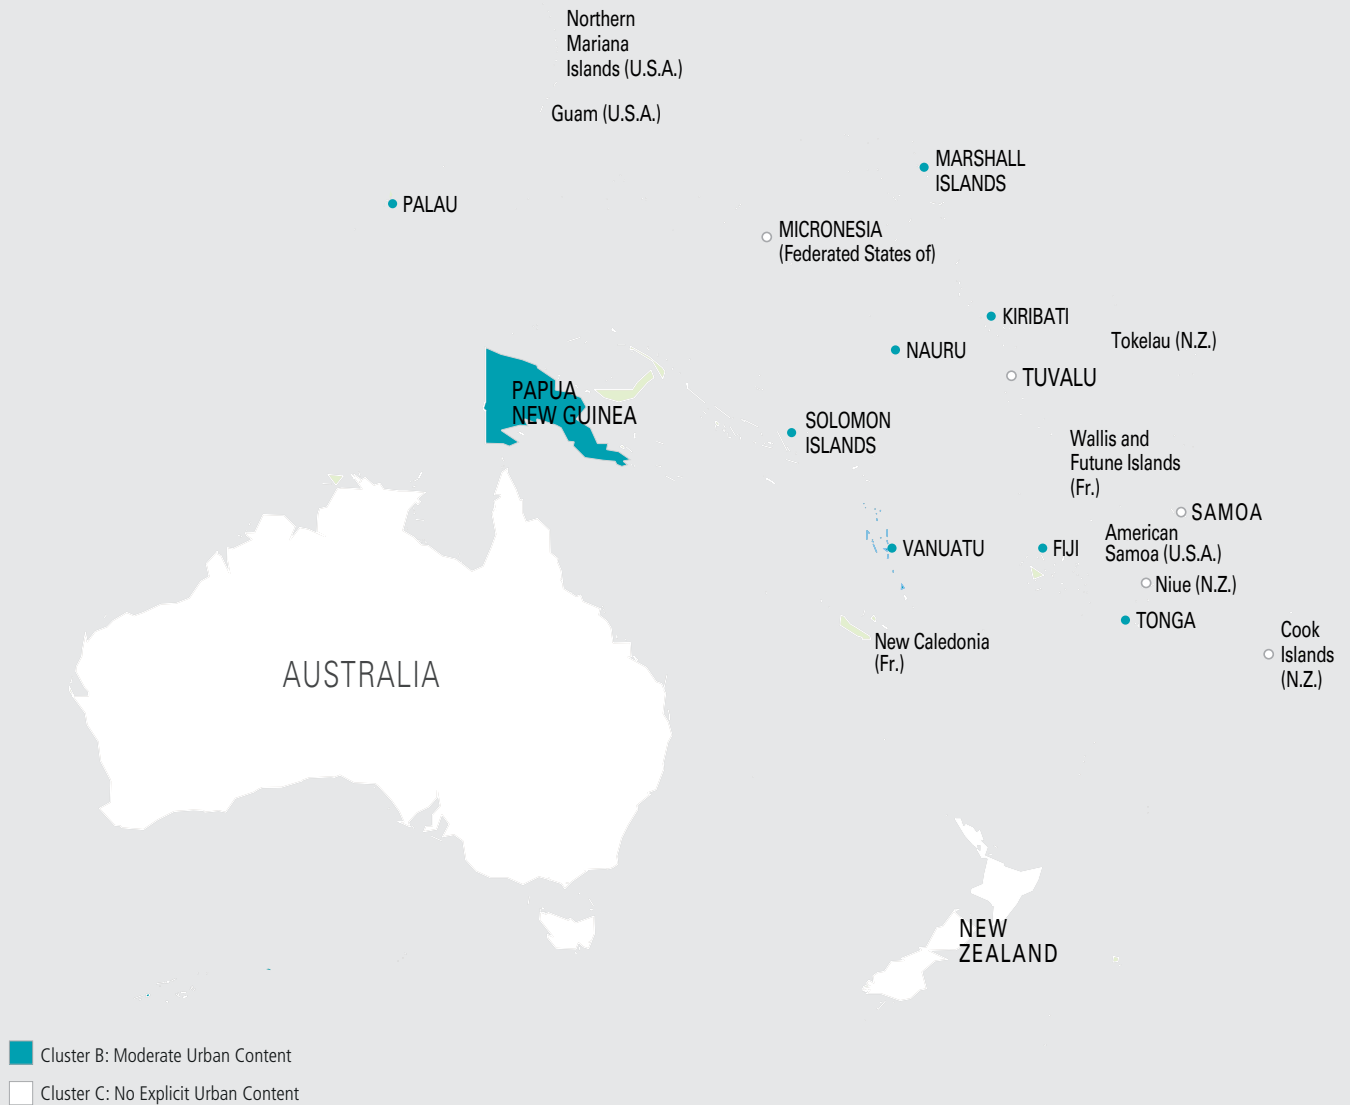 Northern
Mariana
Islands (U.S.A.)
Guam (U.S.A.)
MARSHALL
ISLANDS
PALAU
MICRONESIA
(Federated States of)
KIRIBATI
Tokelau (N.Z.)
NAURU
TUVALU
PAPUA
NEW GUINEA
SOLOMON
ISLANDS
Wallis and
Futune Islands
(Fr.)
SAMOA
American
Samoa (U.S.A.)
VANUATU
FIJI
Niue (N.Z.)
TONGA
Cook
Islands
(N.Z.)
New Caledonia
(Fr.)
AUSTRALIA
NEW
ZEALAND
Cluster B: Moderate Urban Content
Cluster C: No Explicit Urban Content